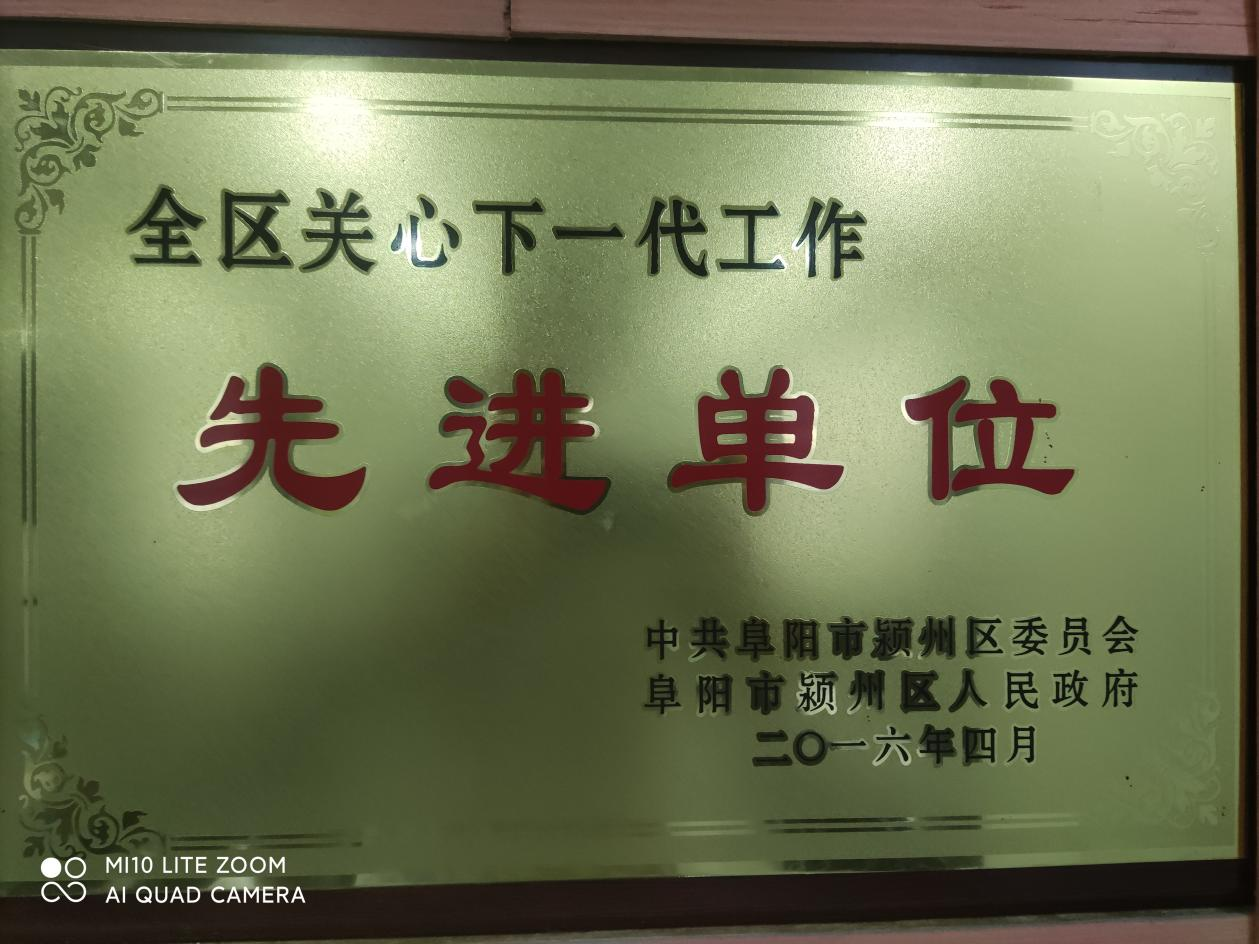 全区关心下一代工作
先进单位
中共阜阳市颍州区委员会
阜阳市颍州区人民政府
二〇一六年四月
MI10 LITE ZOOM
AI QUAD CAMERA